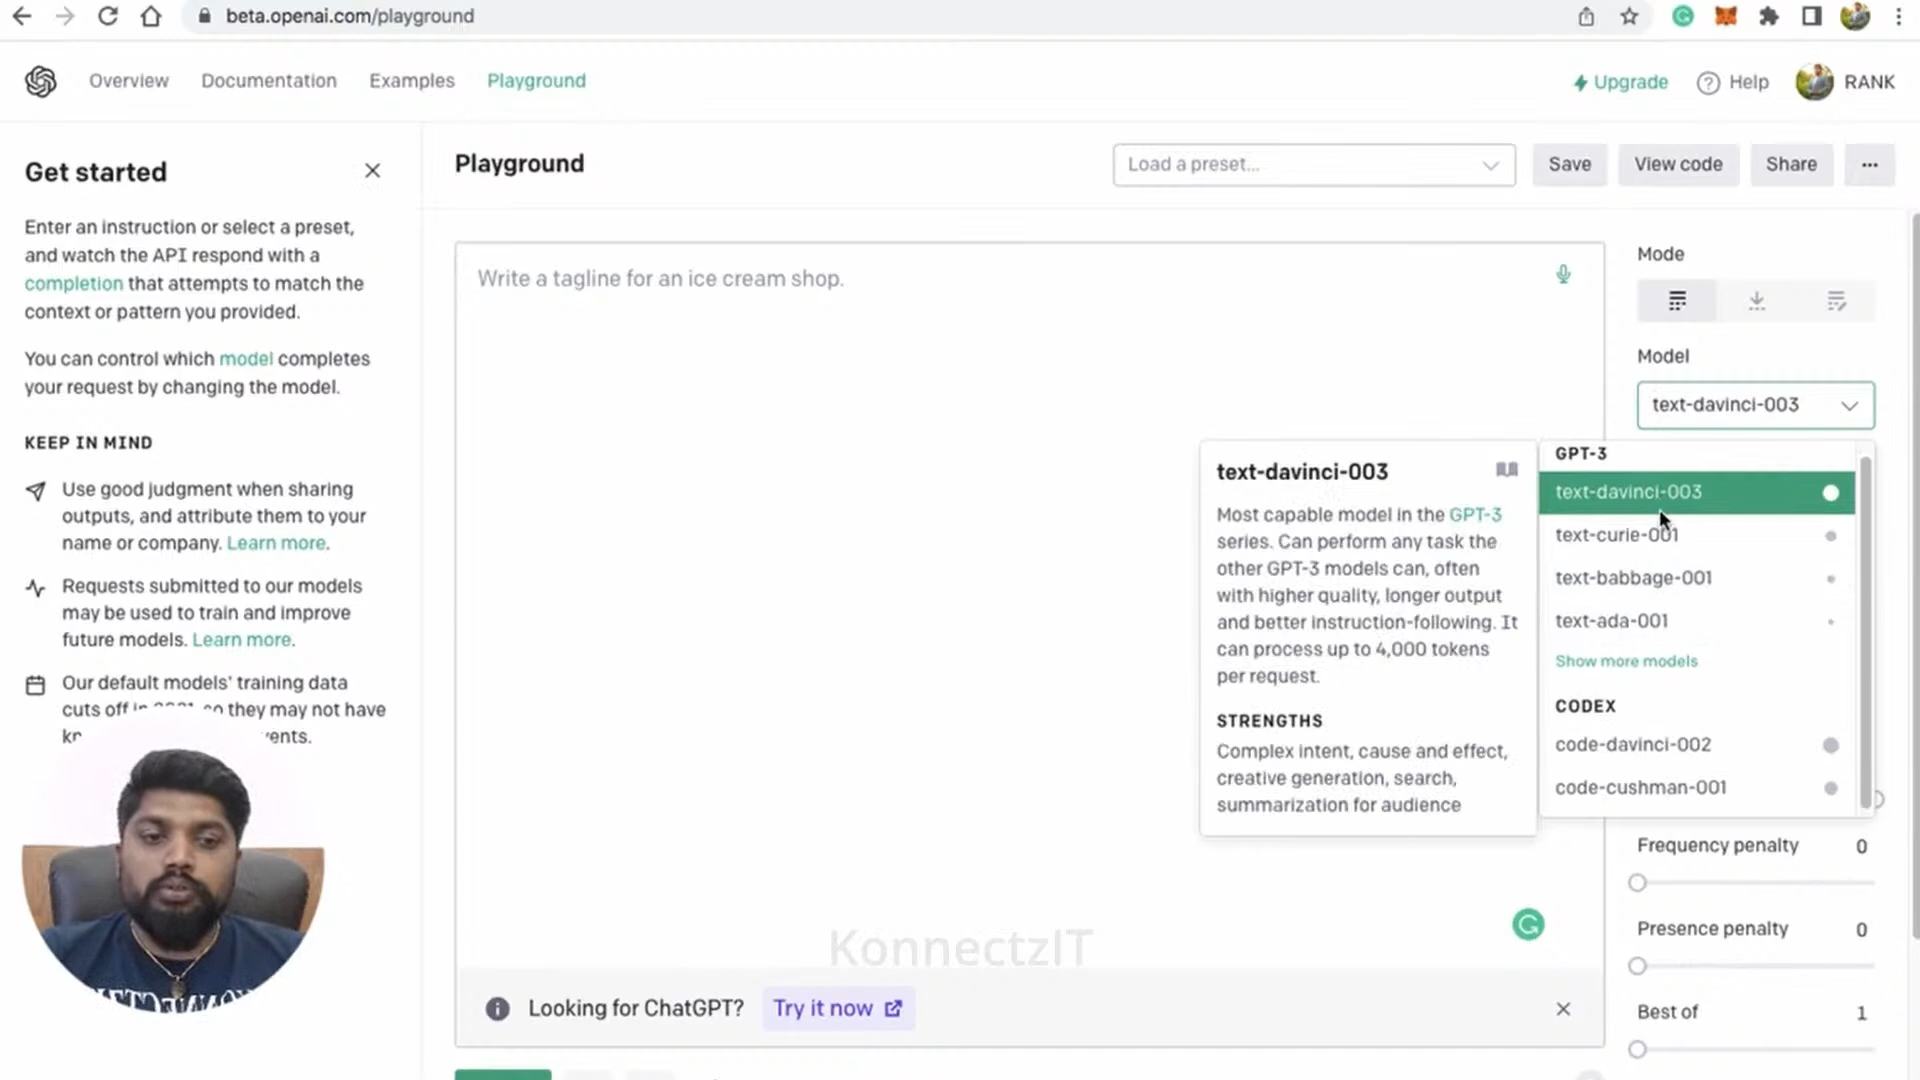 beta.openai.com/playground
Overview
Documentation
Examples
Playground
Upgrade
Help
RANK
Get started
Enter an instruction or select a preset,
and watch the API respond with a
completion that attempts to match the
context or pattern you provided.
You can control which model completes
your request by changing the model.
KEEP IN MIND
Use good judgment when sharing
outputs, and attribute them to your
name or company. Learn more.
Requests submitted to our models
may be used to train and improve
future models. Learn more.
Our default models' training data
cuts off in so they may not have
Playground
Load a preset...
Save
View code
Share
Write a tagline for an ice cream shop.
Mode
Model
text-davinci-003
text-davinci-003
Most capable model in the GPT-3
series. Can perform any task the
other GPT-3 models can, often
with higher quality, longer output
and better instruction-following. It
can process up to 4,000 tokens
per request.
STRENGTHS
Complex intent, cause and effect,
creative generation, search,
summarization for audience
GPT-3
text-davinci-003
text-curie-001
text-babbage-001
text-ada-001
Show more models
CODEX
code-davinci-002
code-cushman-001
Frequency penalty 0
Presence penalty 0
Best of 1
KonnectzIT
Looking for ChatGPT?
Try it now